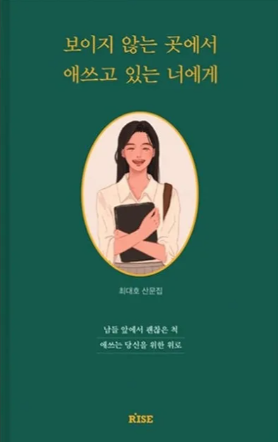 보이지 않는 곳에서
애쓰고 있는 너에게
최대호 산문집
남들 앞에서 괜찮은 척
애쓰는 당신을 위한 위로
RISE